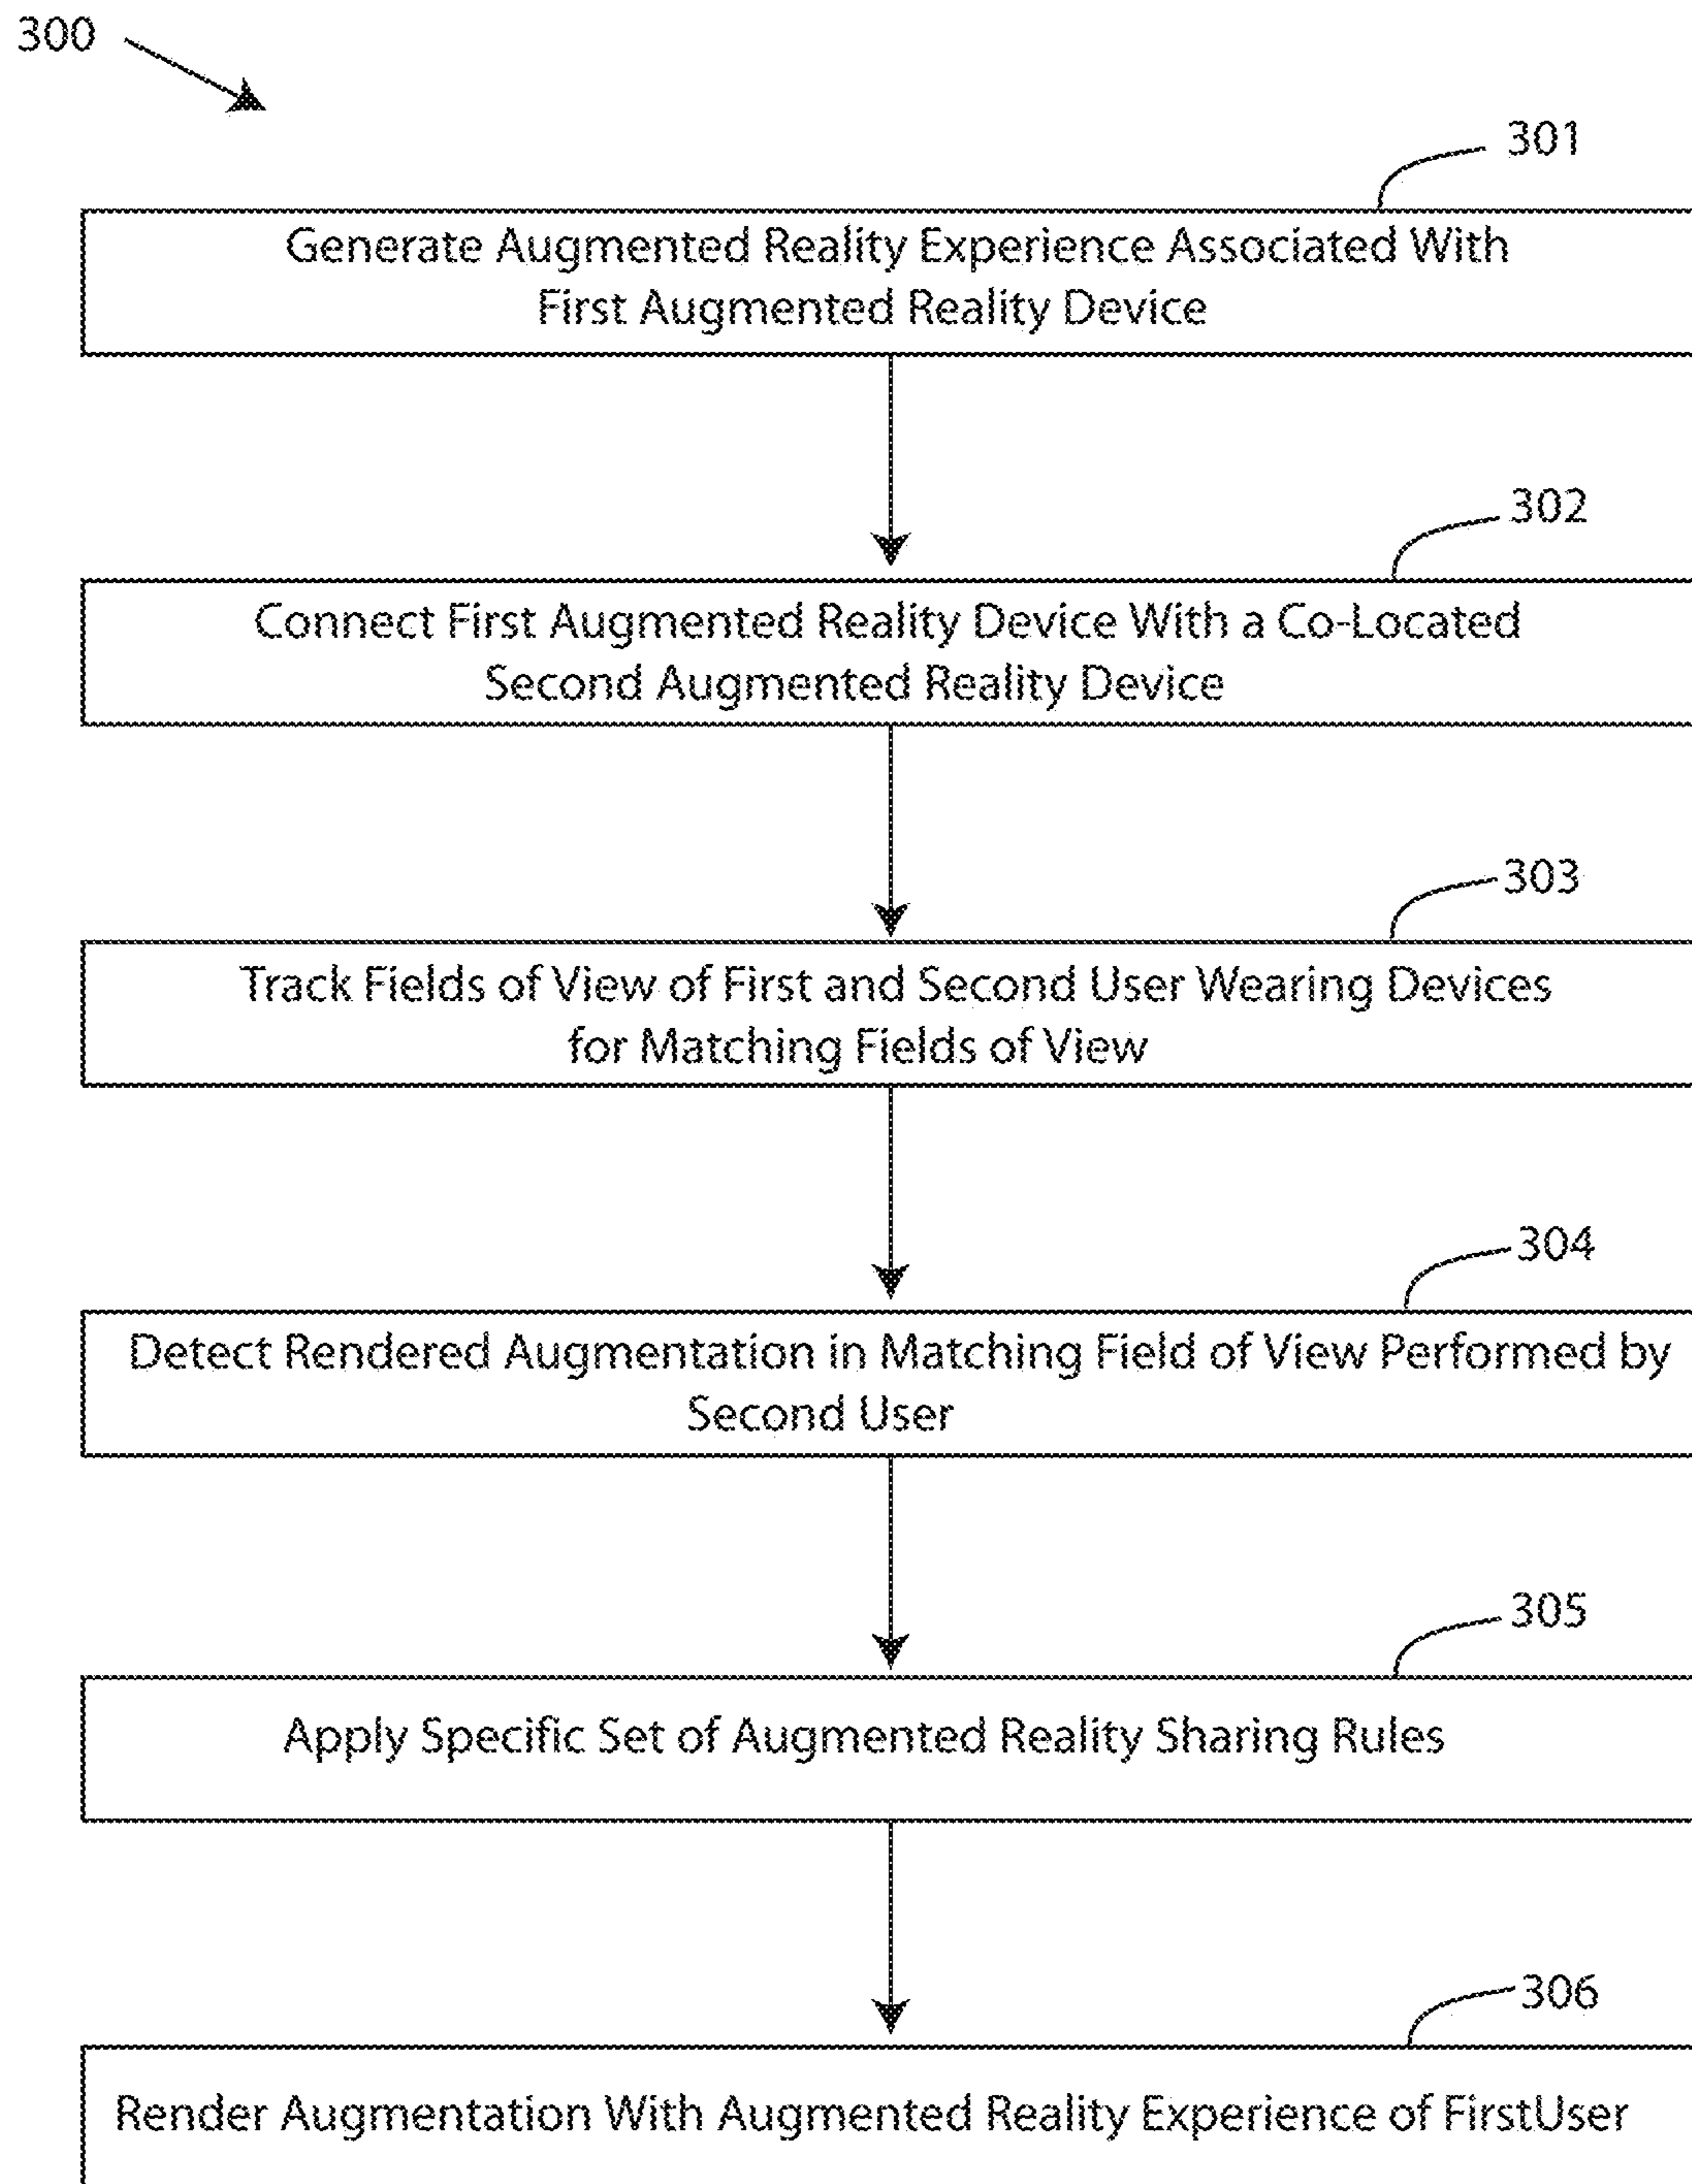 300
301
Generate Augmented Reality Experience Associated With
First Augmented Reality Device
302
Connect First Augmented Reality Device With a Co-Located
Second Augmented Reality Device
303
Track Fields of View of First and Second User Wearing Devices
for Matching Fields of View
304
Detect Rendered Augmentation in Matching Field of View Performed by
Second User
305
Apply Specific Set of Augmented Reality Sharing Rules
306
Render Augmentation With Augmented Reality Experience of FirstUser